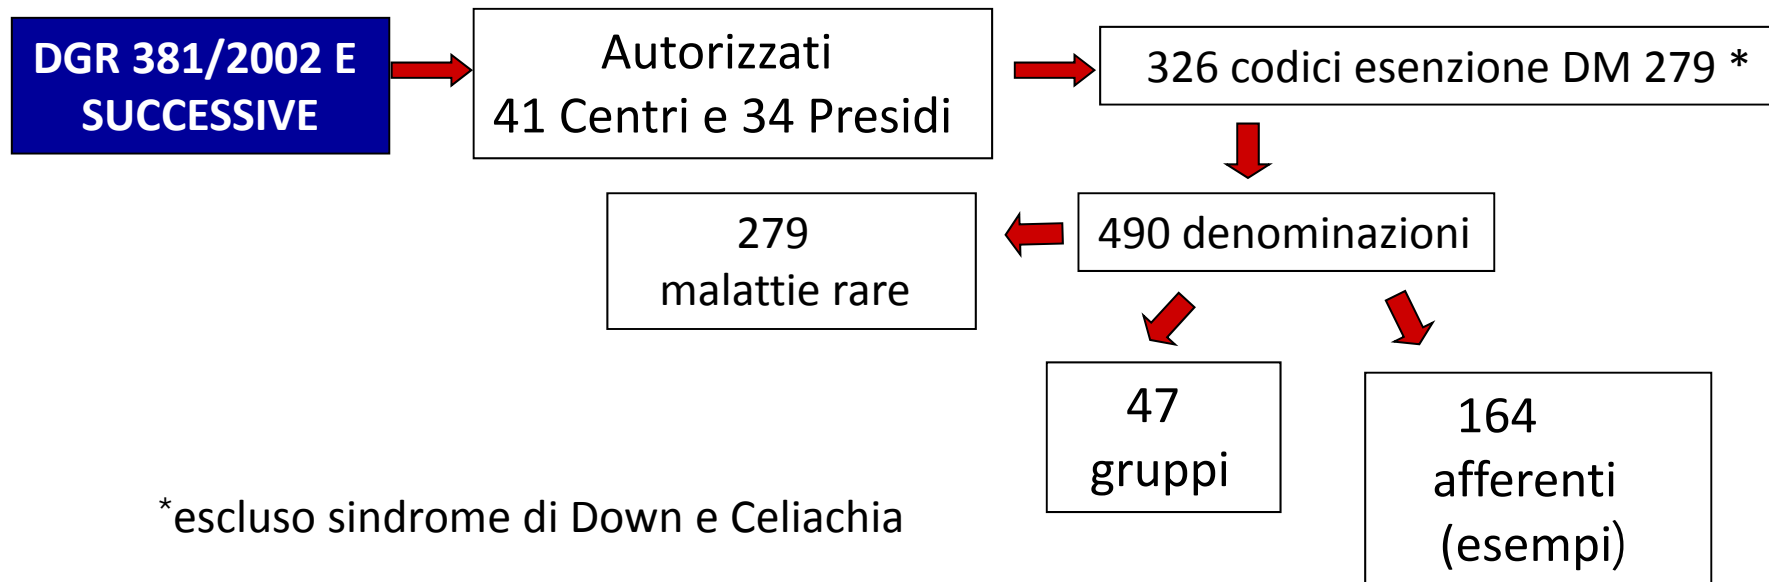 DGR 381/2002 E
SUCCESSIVE
Autorizzati
41 Centri e 34 Presidi
326 codici esenzione DM 279 *
490 denominazioni
279
malattie rare
47
gruppi
164
afferenti
(esempi)
*escluso sindrome di Down e Celiachia